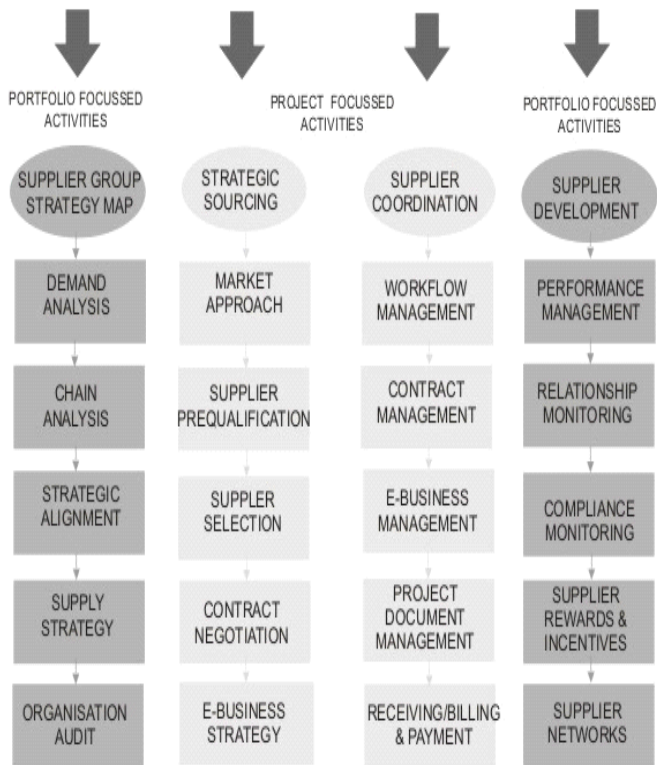 PORTFOLIO FOCUSSED
ACTIVITIES
PROJECT FOCUSSED
ACTIVITIES
PORTFOLIO FOCUSSED
ACTIVITIES
SUPPLIER GROUP
STRATEGY MAP
DEMAND
ANALYSIS
CHAIN
ANALYSIS
STRATEGIC
ALIGNMENT
SUPPLY
STRATEGY
ORGANISATION
AUDIT
STRATEGIC
SOURCING
MARKET
APPROACH
SUPPLIER
PREQUALIFICATION
SUPPLER
SELECTION
CONTRACT
NEGOTIATION
E-BUSINESS
STRATEGY
SUPPLIER
COORDINATION
WORKFLOW
MANAGEMENT
CONTRACT
MANAGEMENT
E-BUSINESS
MANAGEMENT
PROJECT
DOCUMENT
MANAGEMENT
RECEIVING/BILLING
& PAYMENT
SUPPLIER
DEVELOPMENT
PERFORMANCE
MANAGEMENT
RELATIONSHIP
MONITORING
COMPLIANCE
MONITORING
SUPPLIER
REWARDS &
INCENTIVES
SUPPLIER
NETWORKS